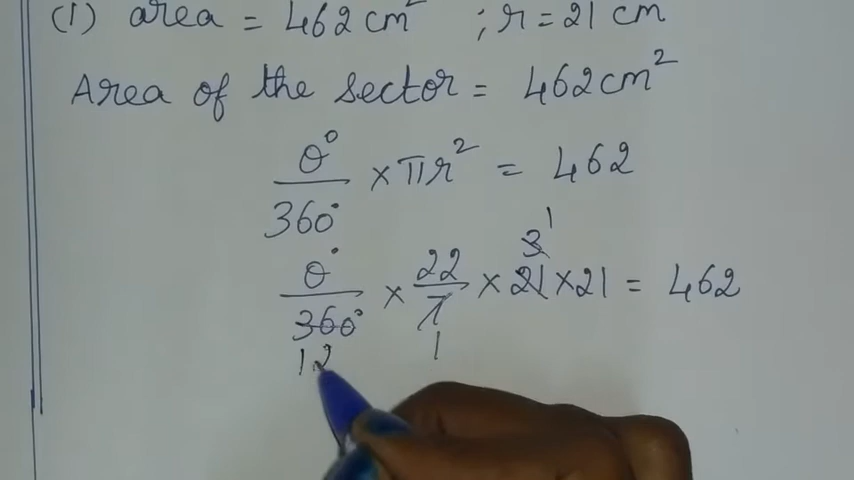 (1) area = 462 cm² ; r = 21 cm
Area of the sector = 462 cm²
θ°/360° × πr² = 462
θ°/360° × 22/7 × 21 × 21 = 462
3 1
12 1